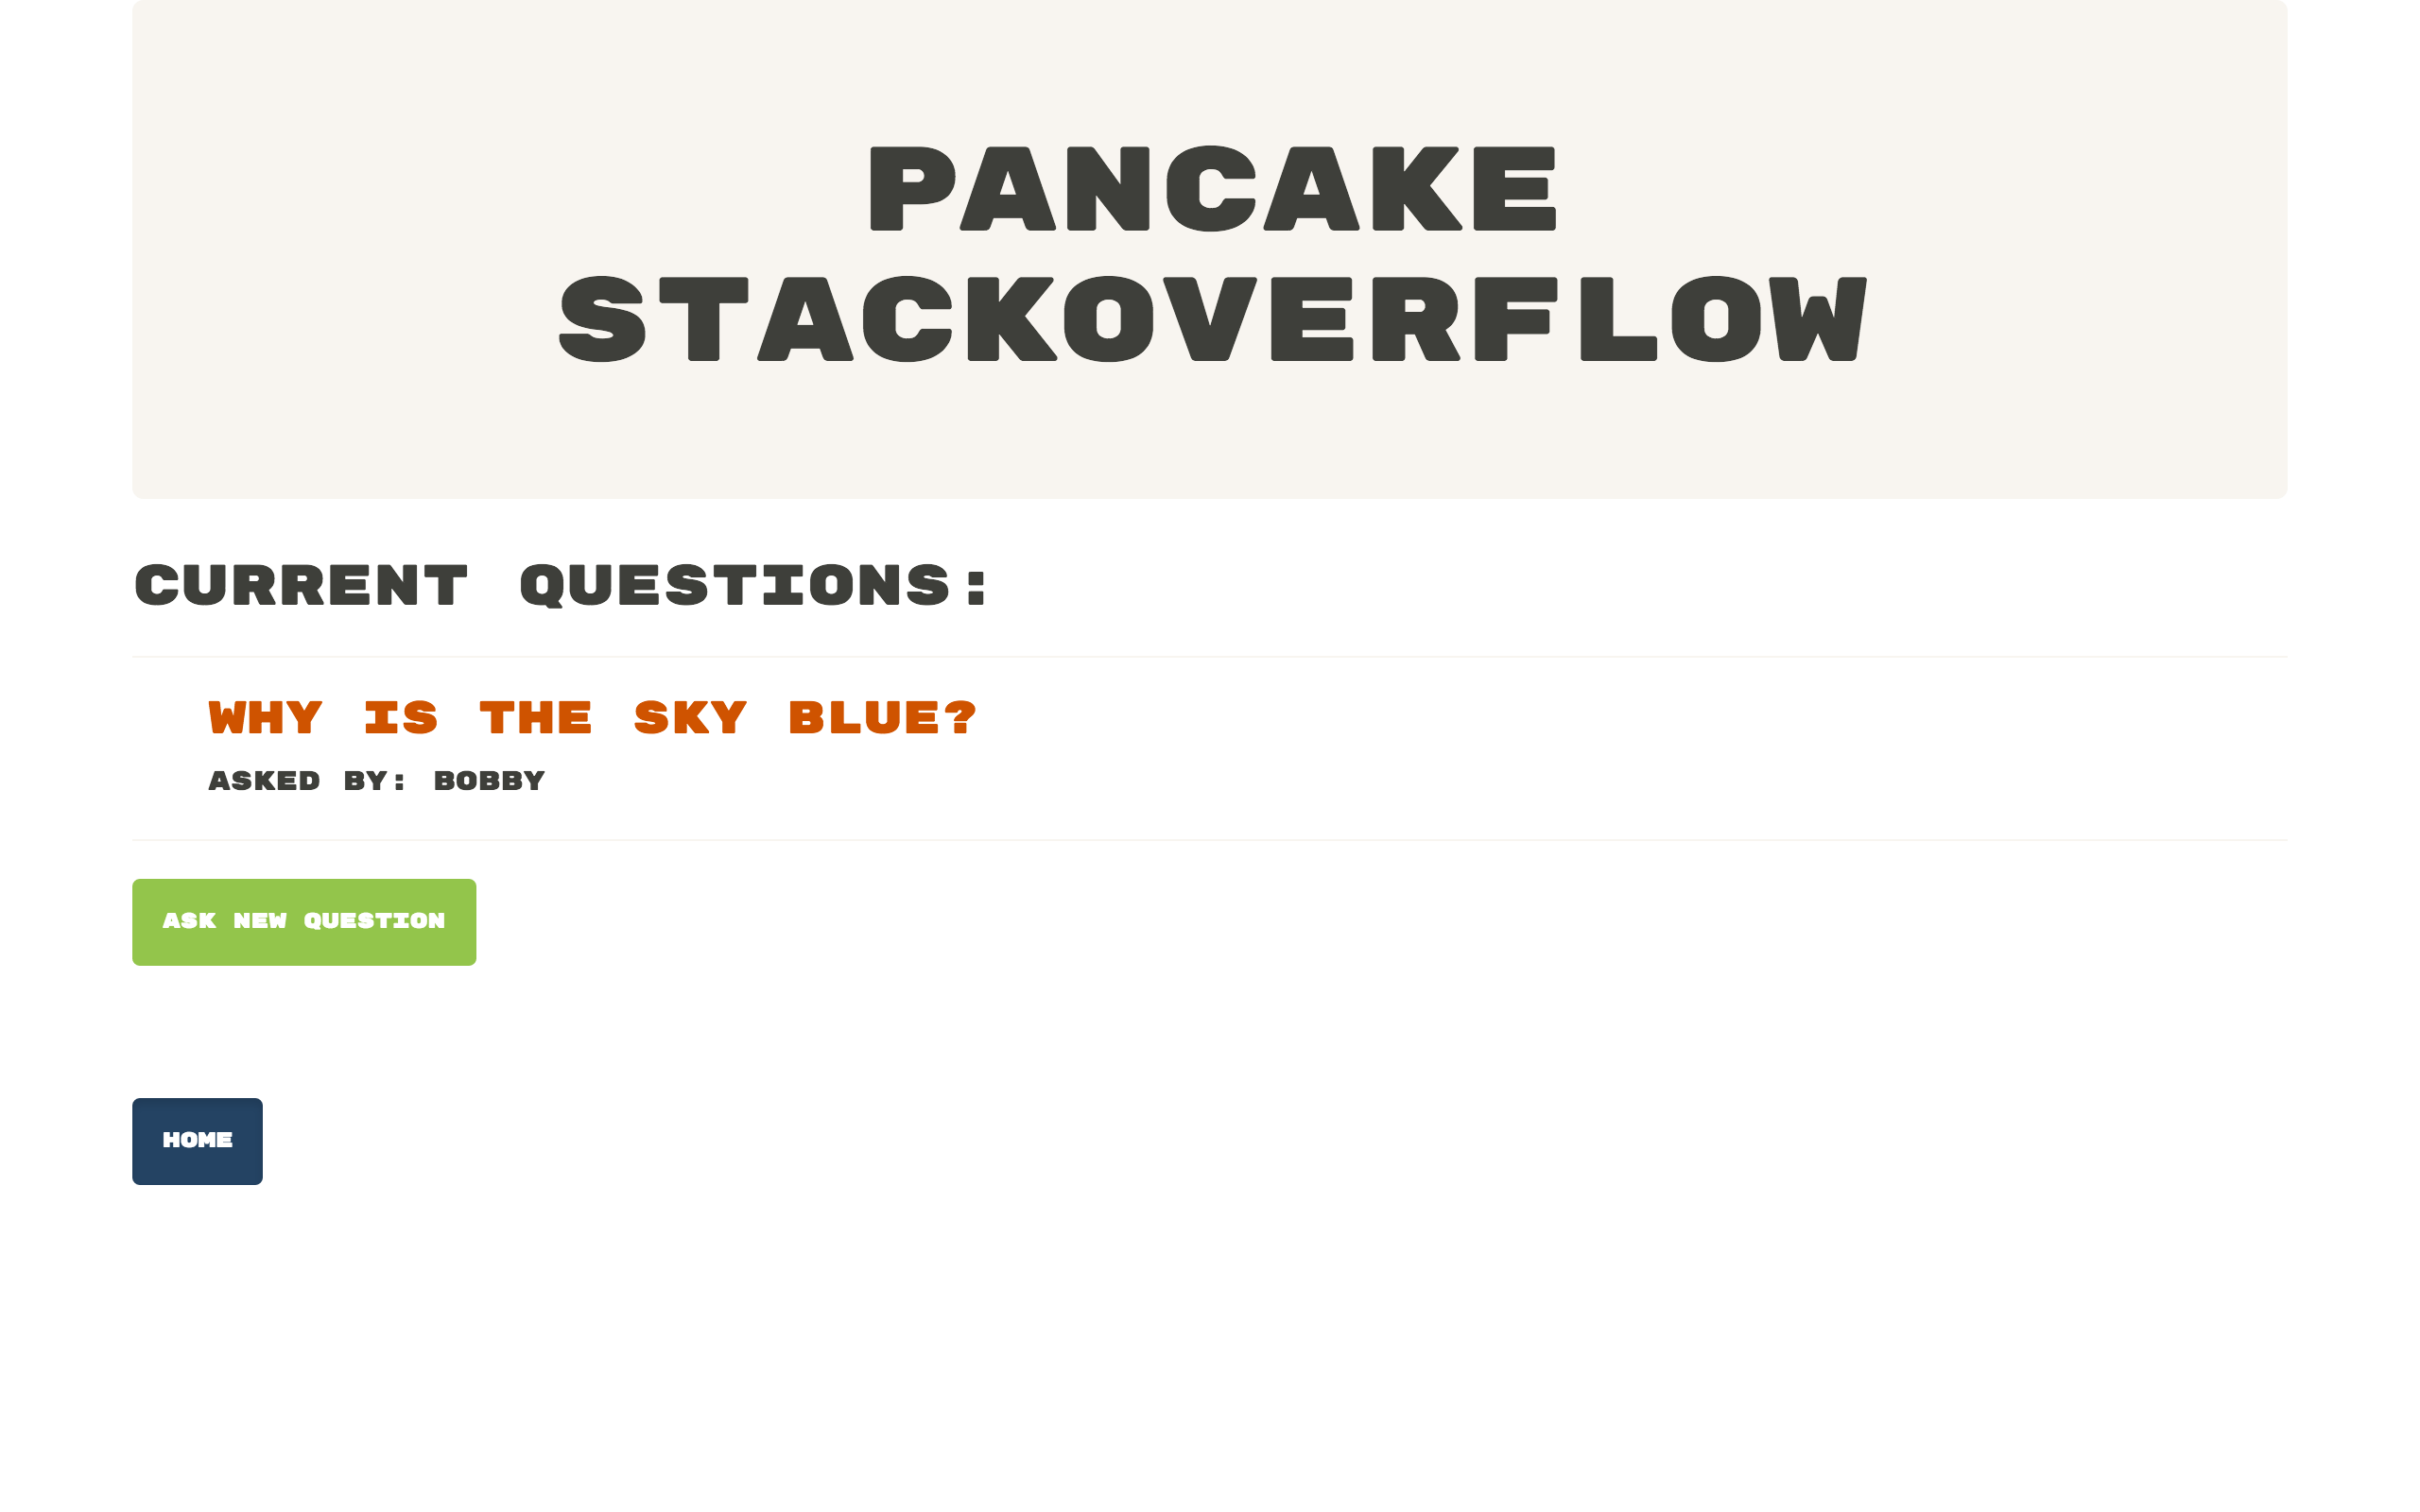 PANCAKE
STACKOVERFLOW
CURRENT QUESTIONS:
WHY IS THE SKY BLUE?
ASKED BY: BOBBY
ASK NEW QUESTION
HOME